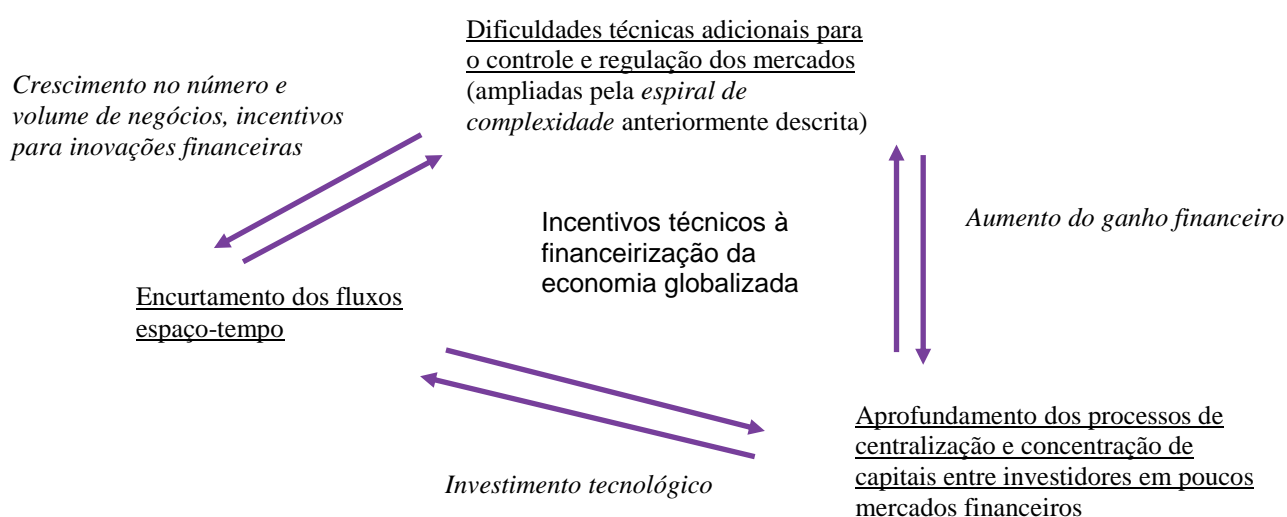 Dificuldades técnicas adicionais para
o controle e regulação dos mercados
(ampliadas pela espiral de
complexidade anteriormente descrita)
Crescimento no número e
volume de negócios, incentivos
para inovações financeiras
Incentivos técnicos à
financeirização da
economia globalizada
Aumento do ganho financeiro
Encurtamento dos fluxos
espaço-tempo
Aprofundamento dos processos de
centralização e concentração de
capitais entre investidores em poucos
mercados financeiros
Investimento tecnológico